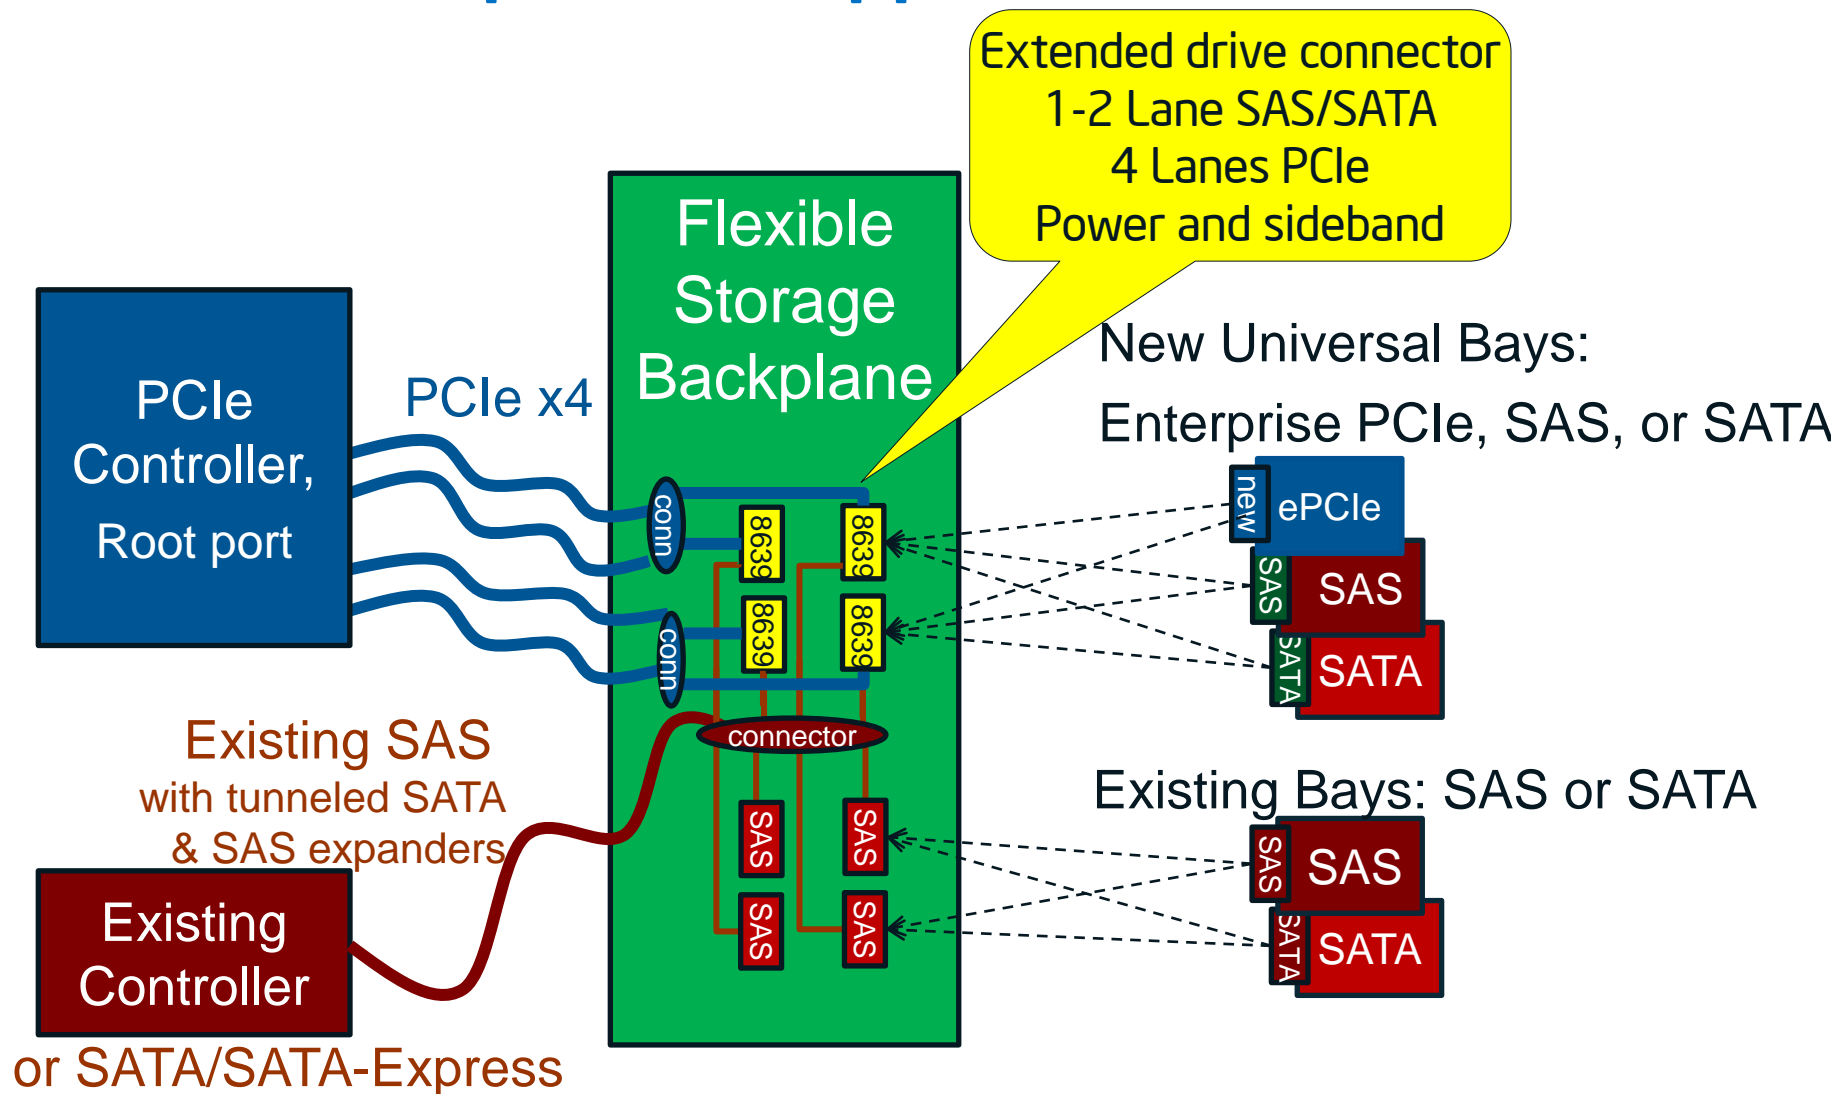 Extended drive connector
1-2 Lane SAS/SATA
4 Lanes PCIe
Power and sideband
Flexible
Storage
Backplane
PCIe
Controller,
Root port
PCIe x4
New Universal Bays:
Enterprise PCIe, SAS, or SATA
conn
8639
8639
new
ePCIe
SAS
SAS
conn
8639
8639
SATA
SATA
connector
Existing SAS
with tunneled SATA
& SAS expanders
Existing Bays: SAS or SATA
SAS
SAS
SAS
SAS
SAS
SAS
SATA
SATA
Existing
Controller
or SATA/SATA-Express